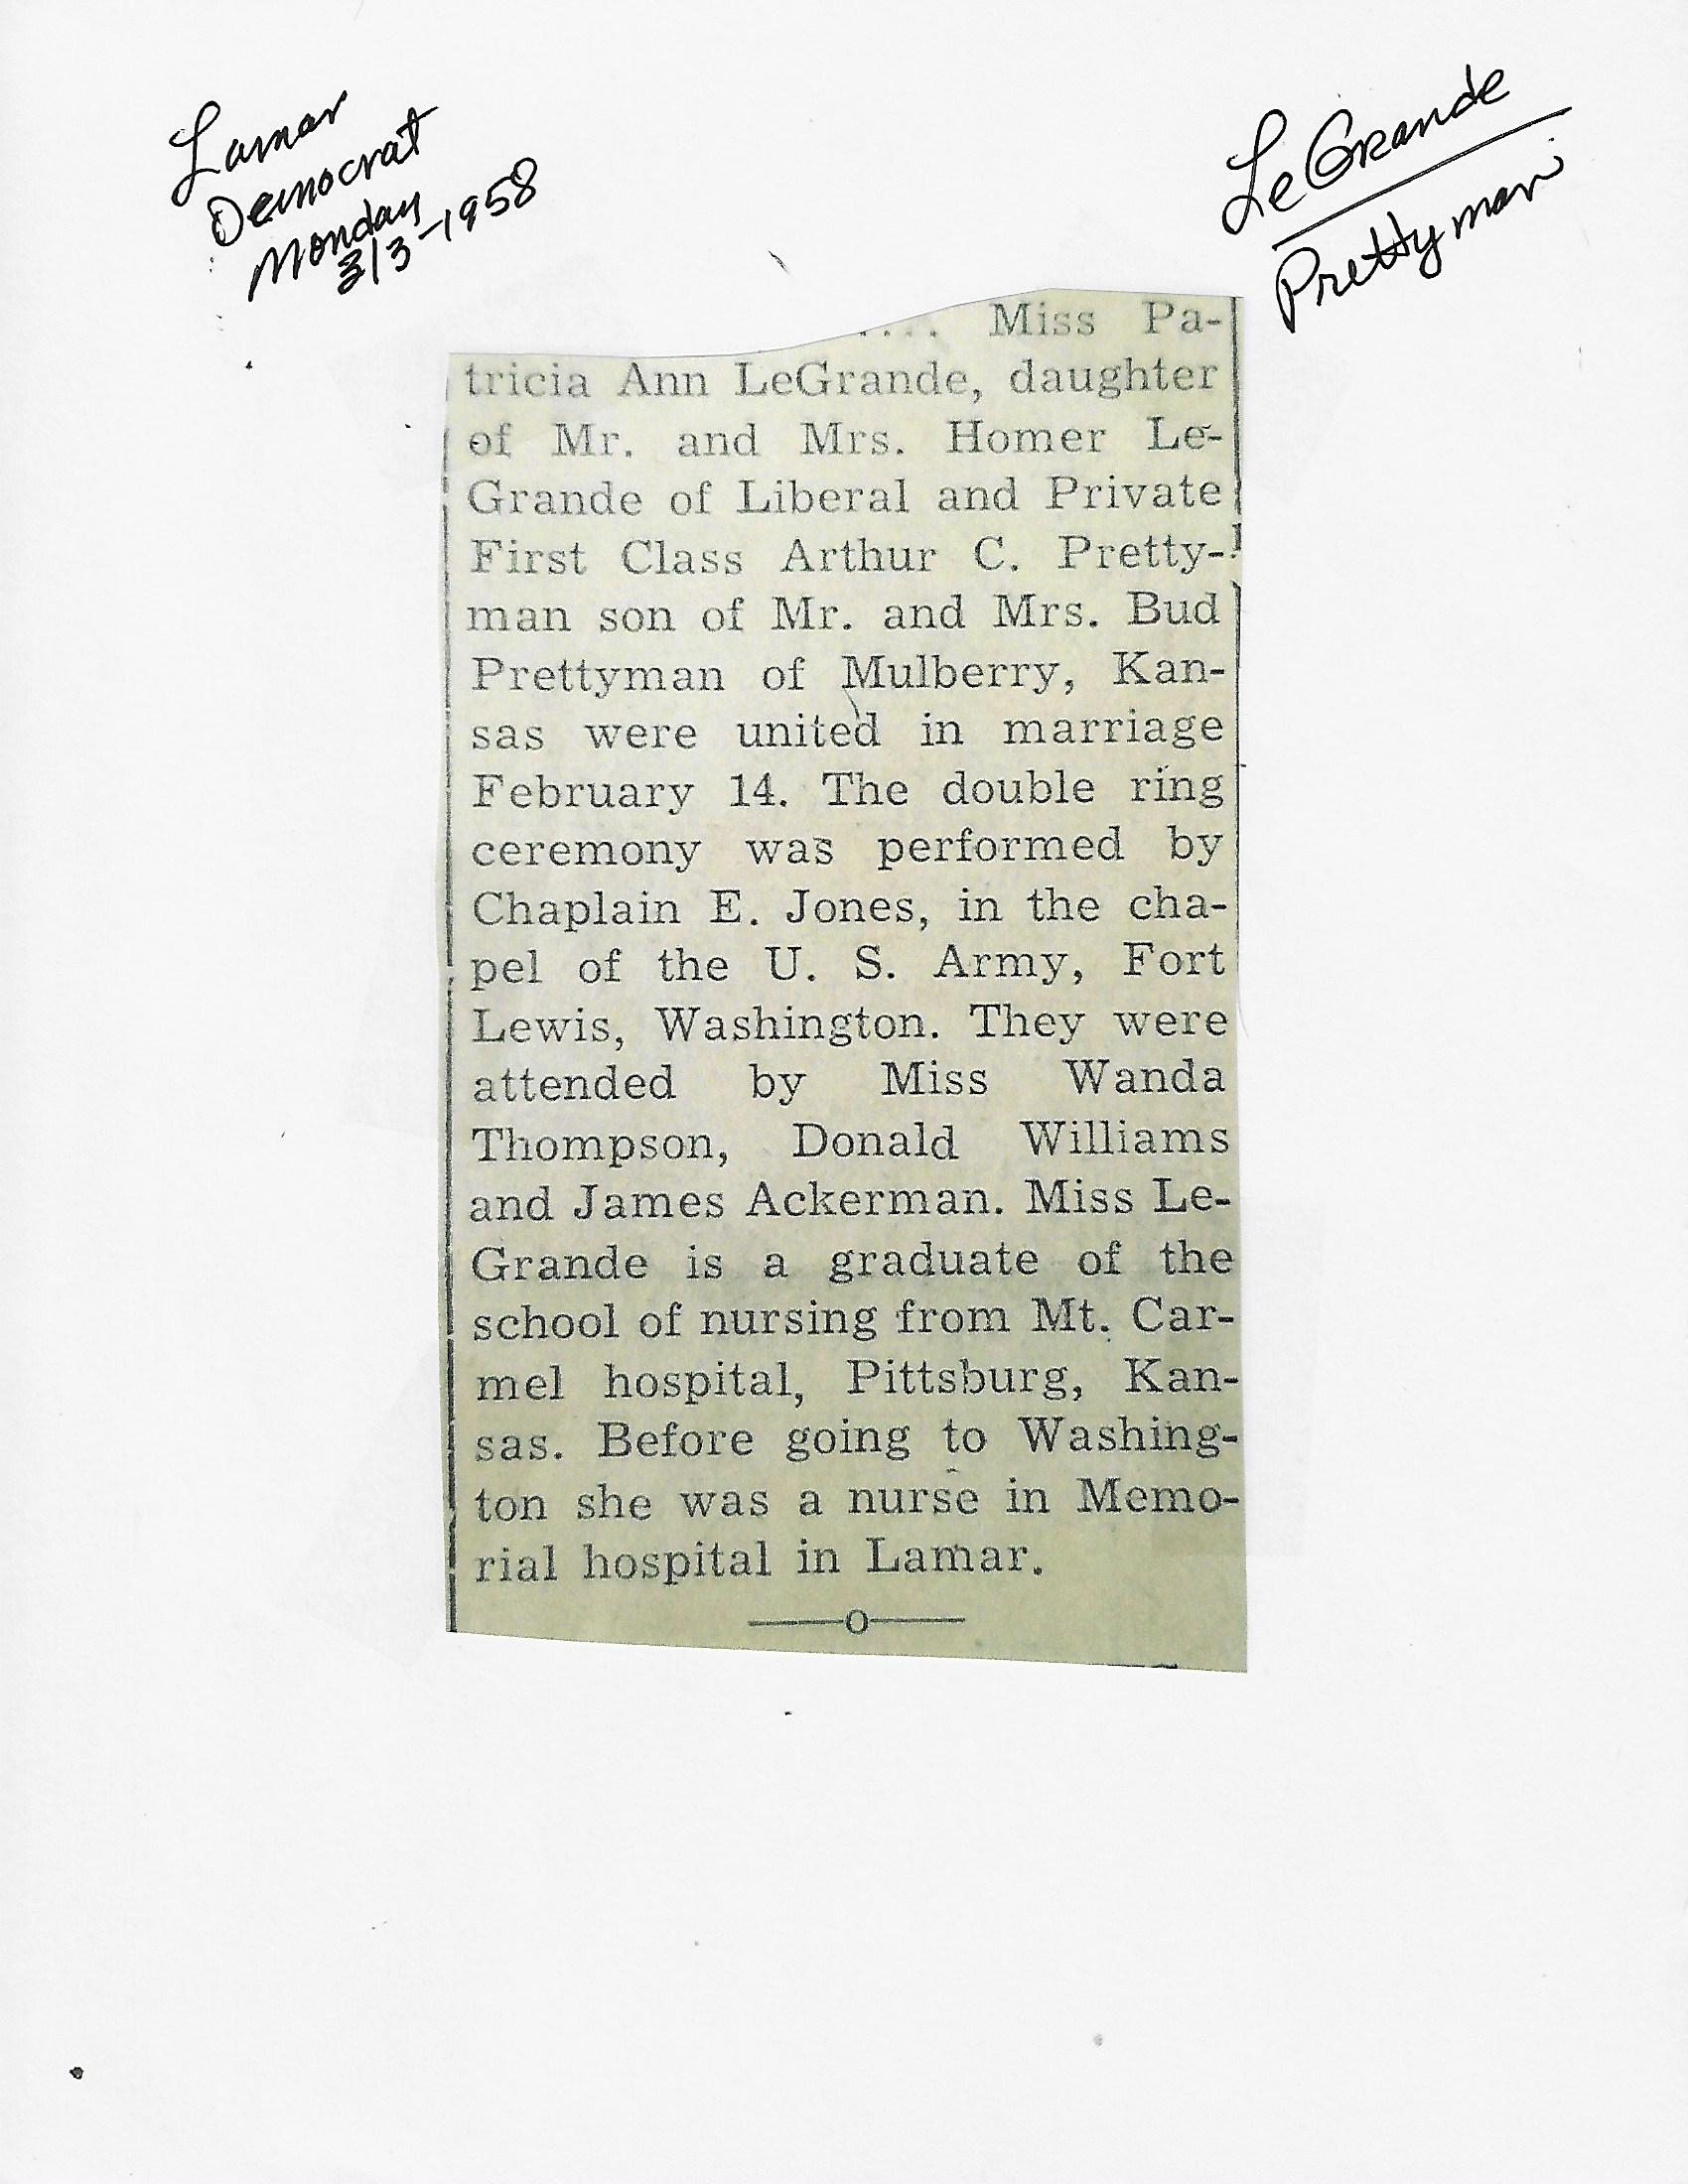 Lamar
Democrat
Monday
3/3-1958
LeGrande
Prettyman
.... Miss Pa-
tricia Ann LeGrande, daughter
of Mr. and Mrs. Homer Le-
Grande of Liberal and Private
First Class Arthur C. Pretty-
man son of Mr. and Mrs. Bud
Prettyman of Mulberry, Kan-
sas were united in marriage
February 14. The double ring
ceremony was performed by
Chaplain E. Jones, in the cha-
pel of the U. S. Army, Fort
Lewis, Washington. They were
attended by Miss Wanda
Thompson, Donald Williams
and James Ackerman. Miss Le-
Grande is a graduate of the
school of nursing from Mt. Car-
mel hospital, Pittsburg, Kan-
sas. Before going to Washing-
ton she was a nurse in Memo-
rial hospital in Lamar.
——o——